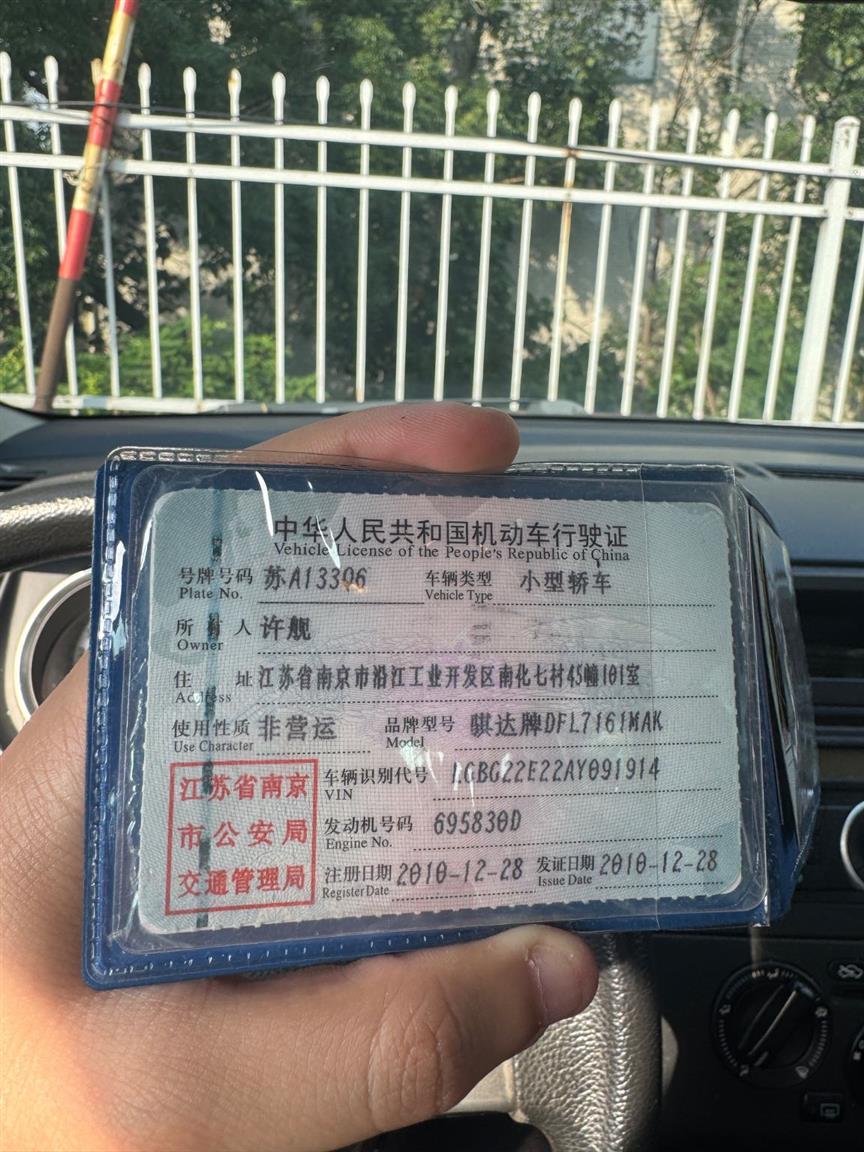 中华人民共和国机动车行驶证
Vehicle License of the People's Republic of China
号牌号码 苏A13306 车辆类型 小型轿车
Plate No. Vehicle Type
所有人 许舰
Owner
住址 江苏省南京市沿江工业开发区南化七村45幢101室
Address
使用性质 非营运 品牌型号 骐达牌DFL7161MAK
Use Character Model
江苏省南京
市公安局
交通管理局
车辆识别代号 LGBG22E22AY091914
VIN
发动机号码 695830D
Engine No.
注册日期 2010-12-28 发证日期 2010-12-28
Register Date Issue Date